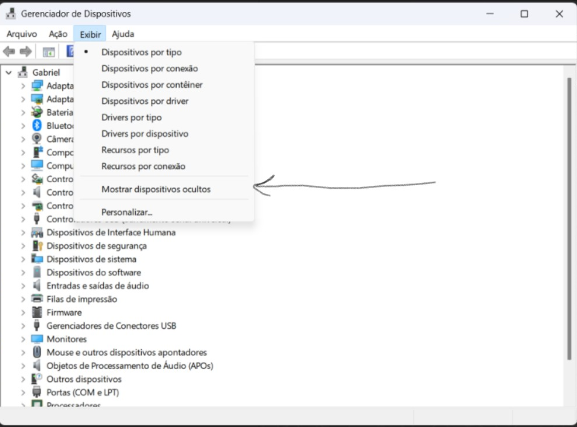 Gerenciador de Dispositivos
Arquivo Ação Exibir Ajuda
Dispositivos por tipo
Dispositivos por conexão
Dispositivos por contêiner
Dispositivos por driver
Drivers por tipo
Drivers por dispositivo
Recursos por tipo
Recursos por conexão
Mostrar dispositivos ocultos
Personalizar...
Gabriel
Adapta
Adapta
Bateria
Blueto
Câmera
Compo
Compu
Contro
Contro
Contro
Contro
Dispositivos de Interface Humana
Dispositivos de segurança
Dispositivos de sistema
Dispositivos do software
Entradas e saídas de áudio
Filas de impressão
Firmware
Gerenciadores de Conectores USB
Monitores
Mouse e outros dispositivos apontadores
Objetos de Processamento de Áudio (APOs)
Outros dispositivos
Portas (COM e LPT)
Processadores